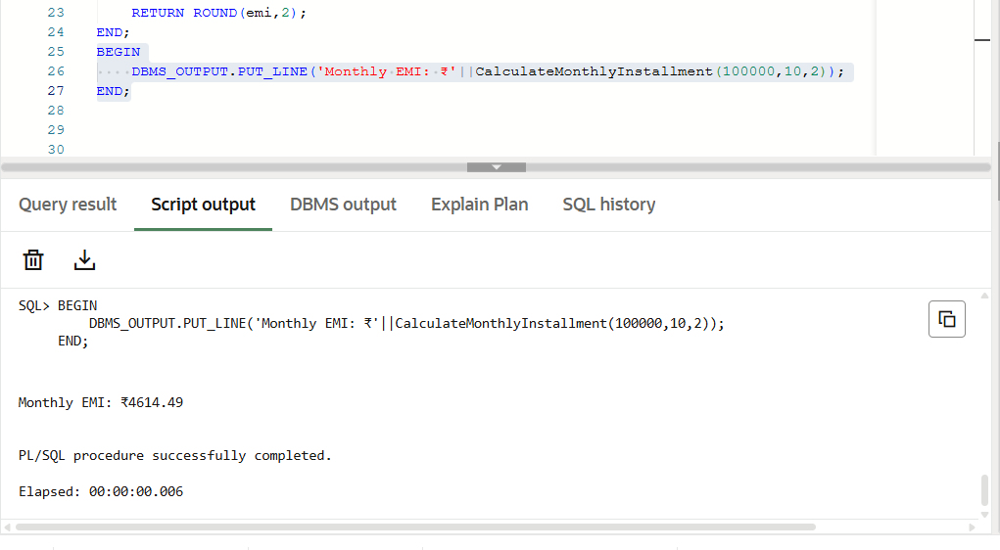 23 RETURN ROUND(emi,2);
24 END;
25 BEGIN
26 ····DBMS_OUTPUT.PUT_LINE('Monthly·EMI:·₹'||CalculateMonthlyInstallment(100000,10,2));
27 END;
28
29
30
Query result Script output DBMS output Explain Plan SQL history
SQL> BEGIN
DBMS_OUTPUT.PUT_LINE('Monthly EMI: ₹'||CalculateMonthlyInstallment(100000,10,2));
END;
Monthly EMI: ₹4614.49
PL/SQL procedure successfully completed.
Elapsed: 00:00:00.006